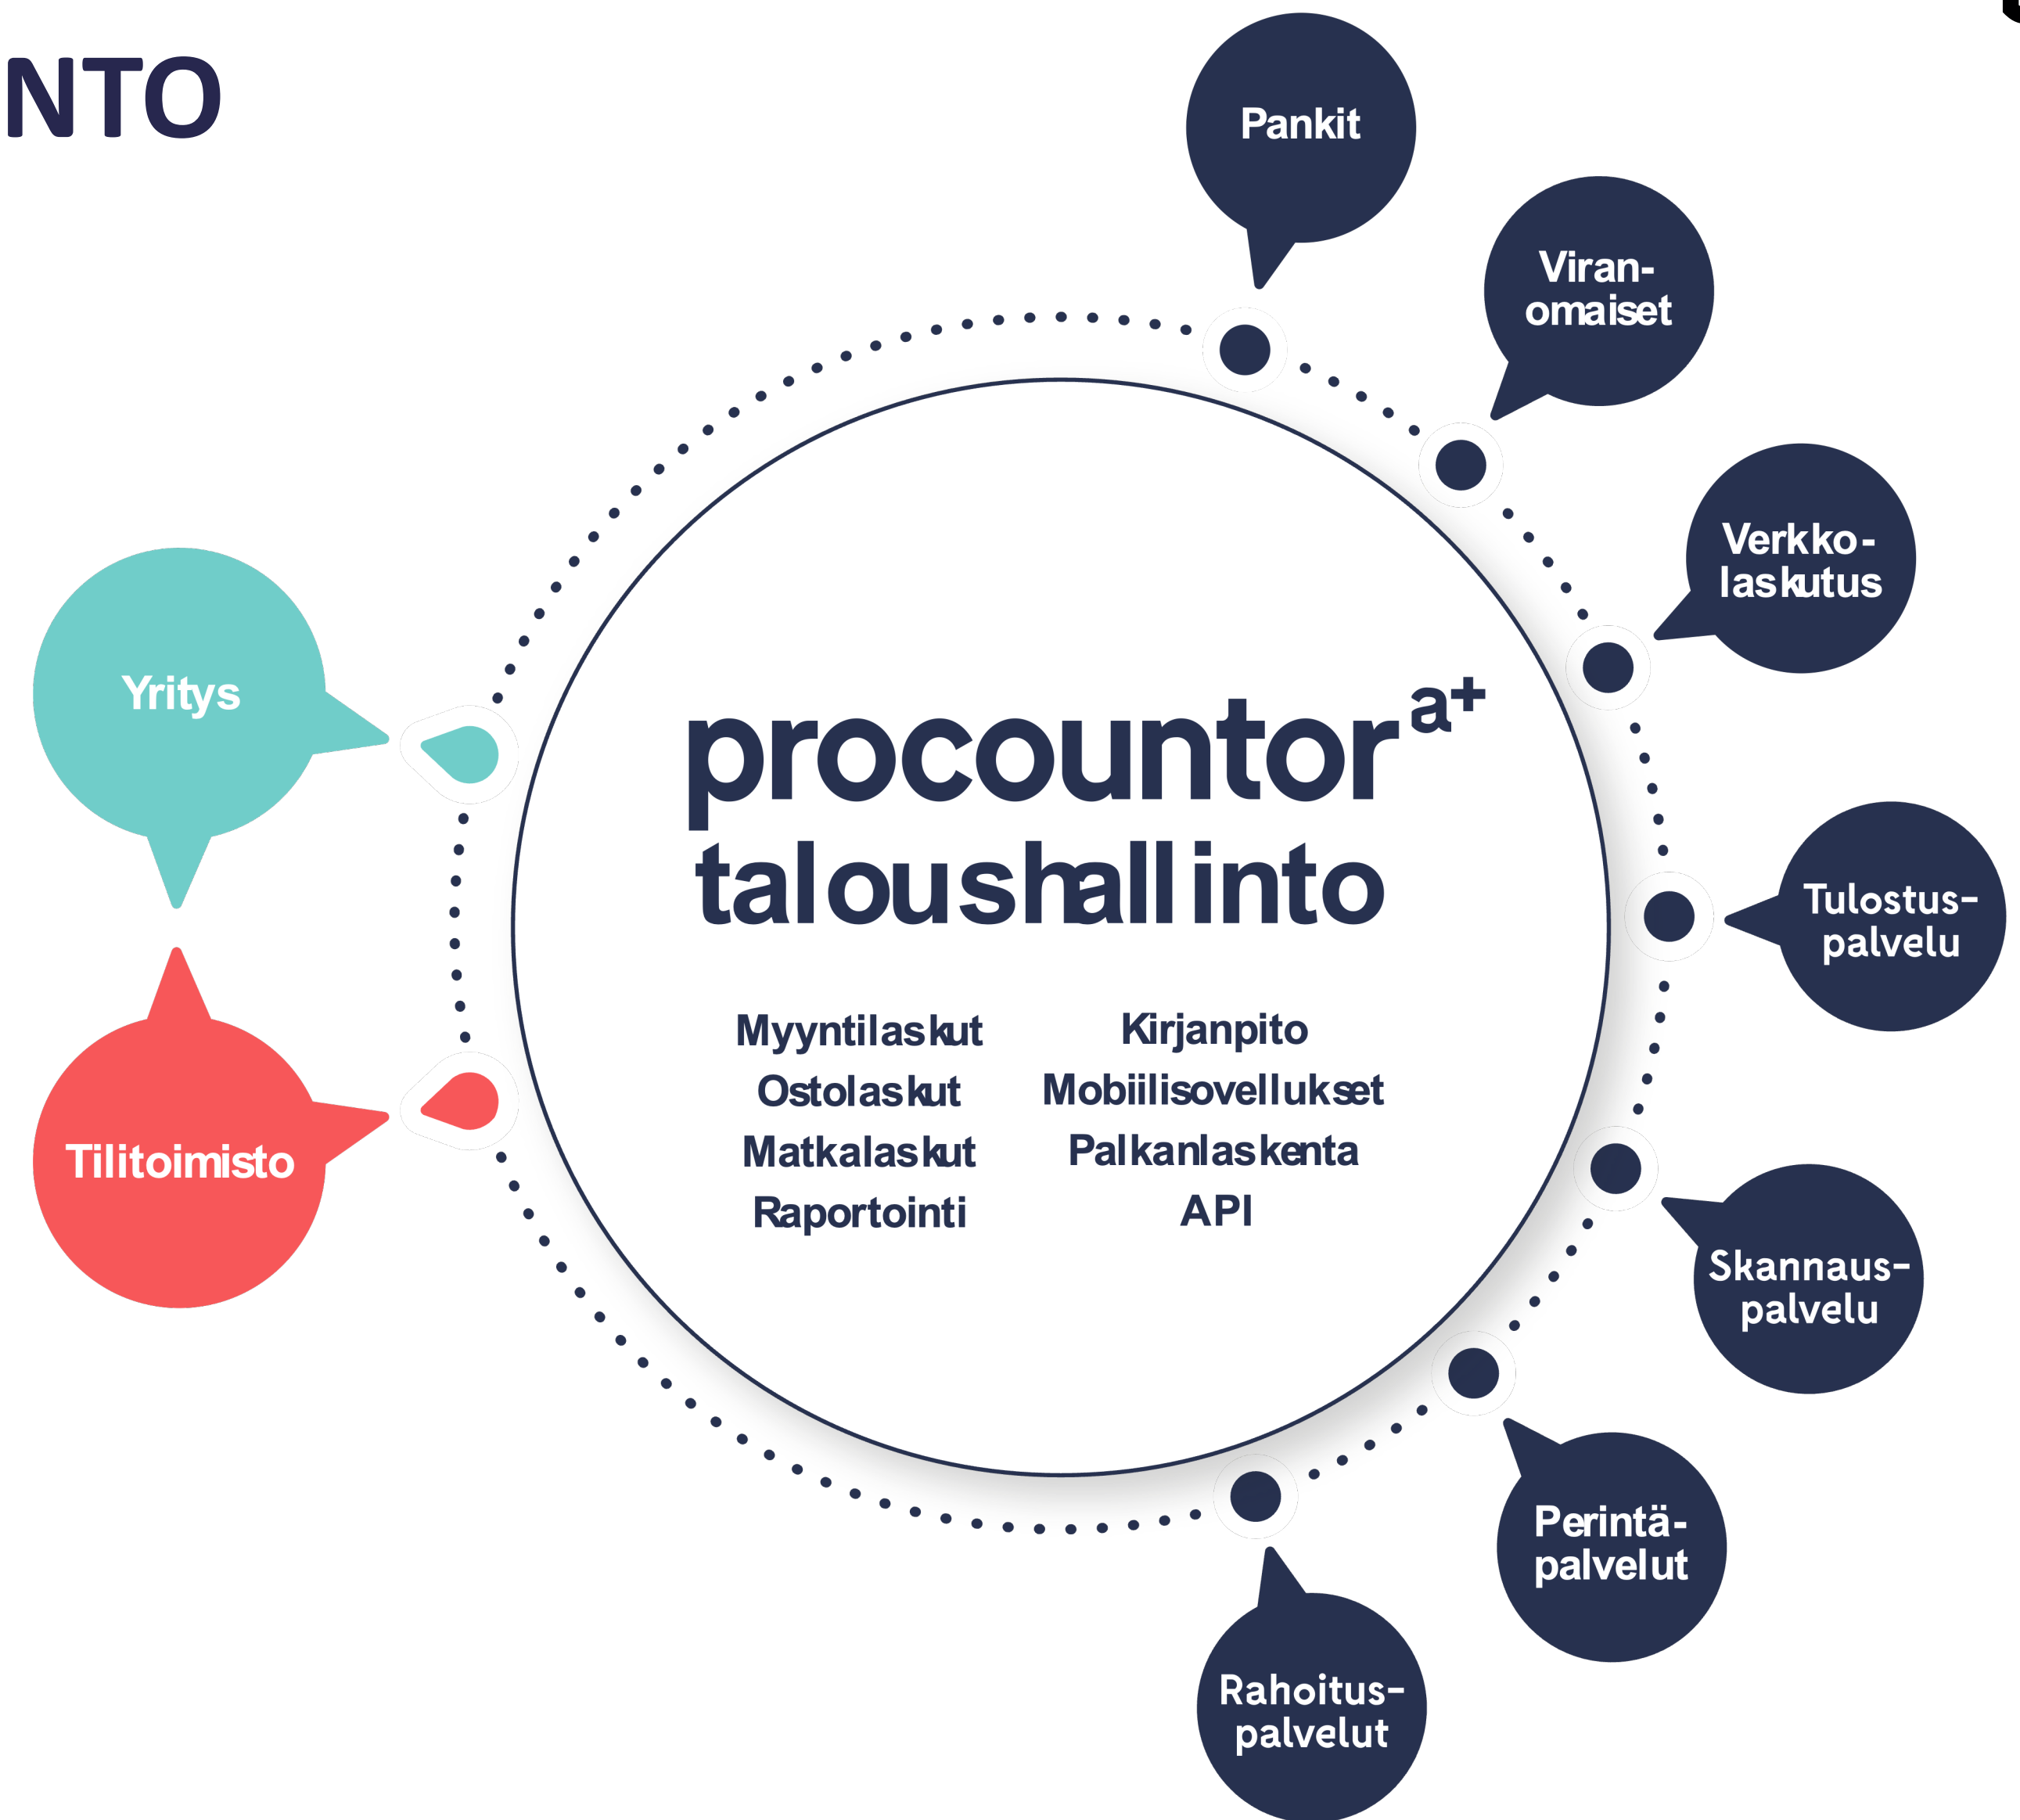 NTO
Pankit
Viran-
omaiset
Verkko-
laskutus
Tulostus-
palvelu
Skannaus-
palvelu
Perintä-
palvelut
Rahoitus-
palvelut
Yritys
Tilitoimisto
procountor a+
taloushallinto
Myyntilaskut
Ostolaskut
Matkalaskut
Raportointi
Kirjanpito
Mobiilisovellukset
Palkanlaskenta
API